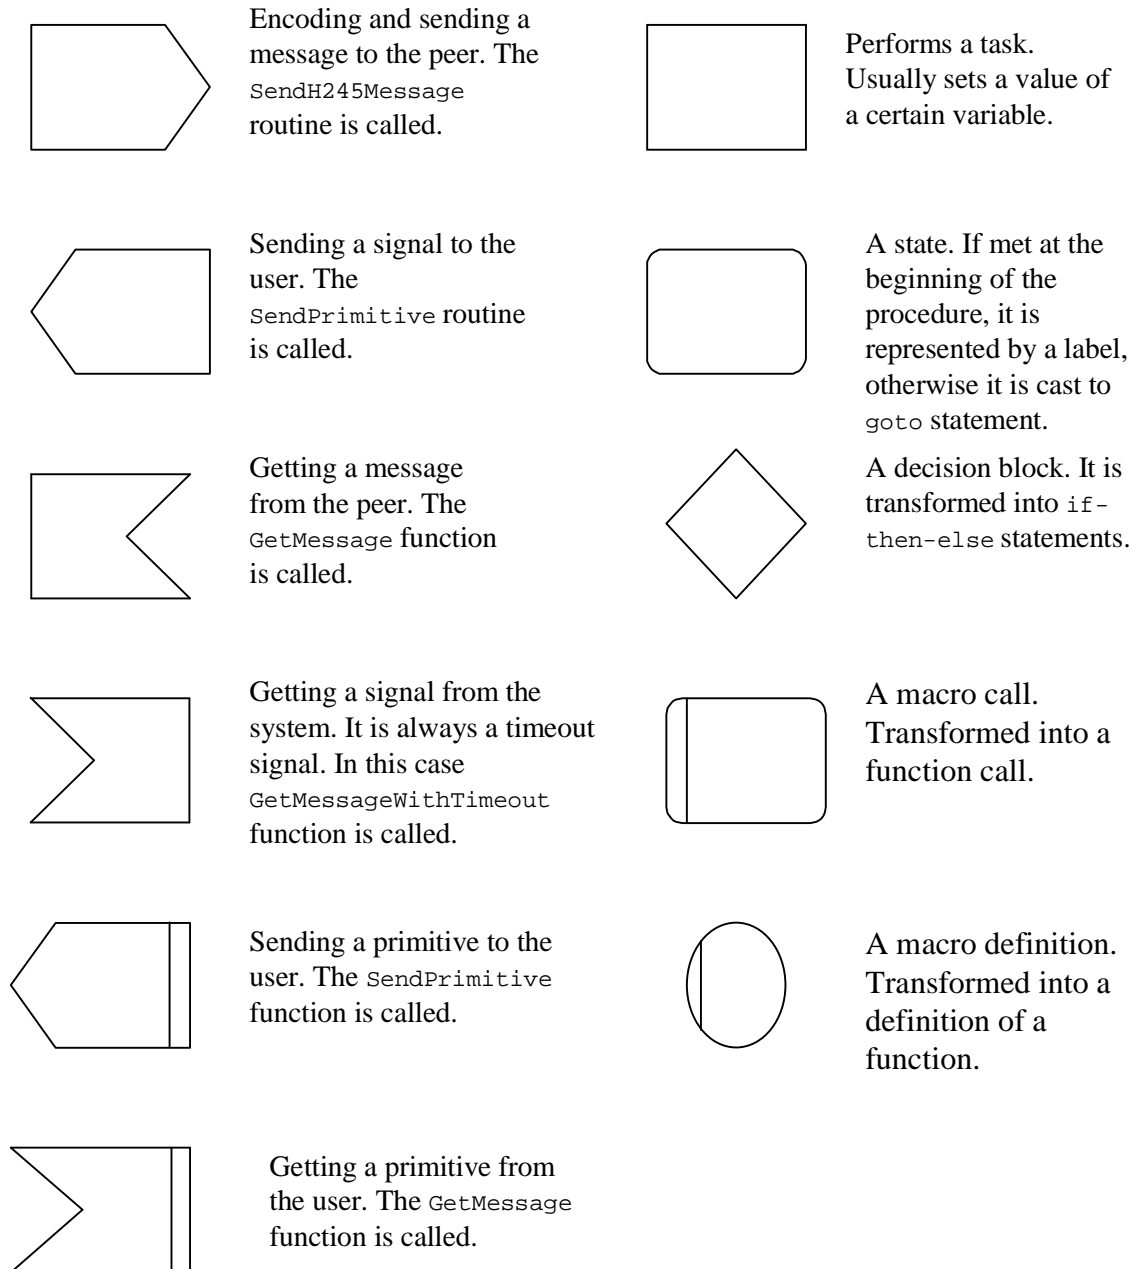 Encoding and sending a
message to the peer. The
SendH245Message
routine is called.
Performs a task.
Usually sets a value of
a certain variable.
Sending a signal to the
user. The
SendPrimitive routine
is called.
A state. If met at the
beginning of the
procedure, it is
represented by a label,
otherwise it is cast to
goto statement.
Getting a message
from the peer. The
GetMessage function
is called.
A decision block. It is
transformed into if-
then-else statements.
Getting a signal from the
system. It is always a timeout
signal. In this case
GetMessageWithTimeout
function is called.
A macro call.
Transformed into a
function call.
Sending a primitive to the
user. The SendPrimitive
function is called.
A macro definition.
Transformed into a
definition of a
function.
Getting a primitive from
the user. The GetMessage
function is called.